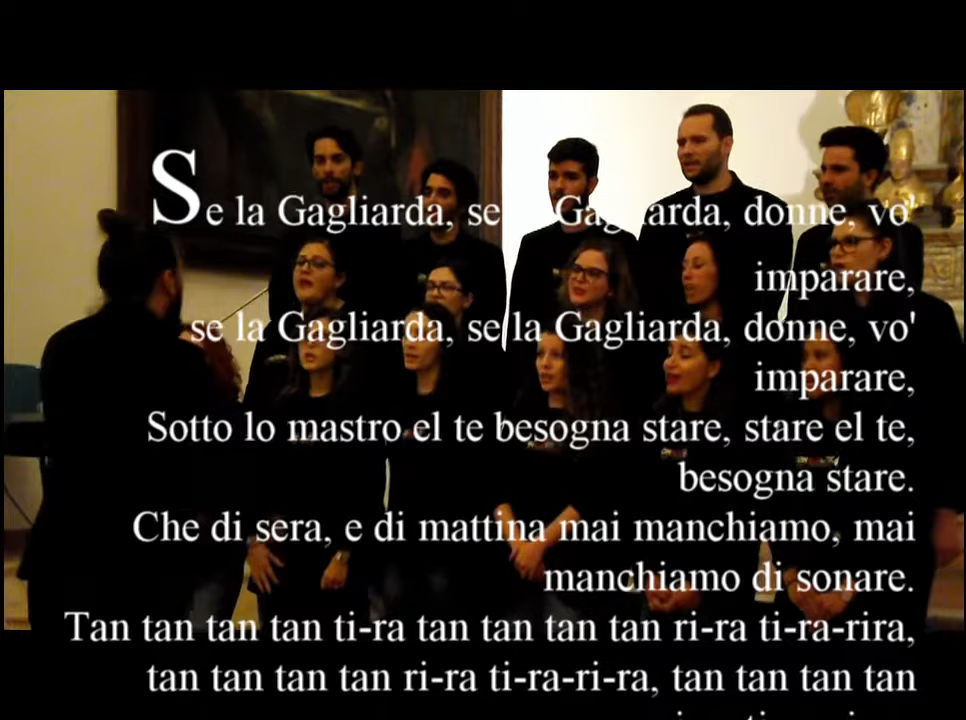 Se la Gagliarda, se la Gagliarda, donne, vo'
imparare,
se la Gagliarda, se la Gagliarda, donne, vo'
imparare,
Sotto lo mastro el te besogna stare, stare el te,
besogna stare.
Che di sera, e di mattina mai manchiamo, mai
manchiamo di sonare.
Tan tan tan tan ti-ra tan tan tan tan ri-ra ti-ra-rira,
tan tan tan tan ri-ra ti-ra-ri-ra, tan tan tan tan